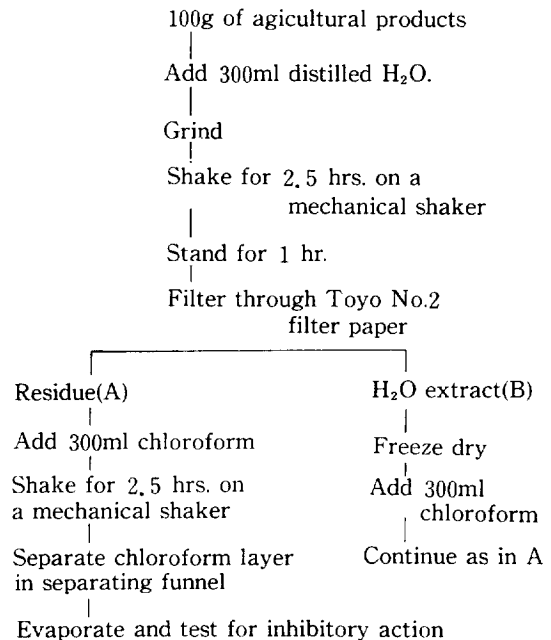 100g of agicultural products
Add 300ml distilled H₂O.
Grind
Shake for 2.5 hrs. on a
mechanical shaker
Stand for 1 hr.
Filter through Toyo No.2
filter paper
Residue(A)
Add 300ml chloroform
Shake for 2.5 hrs. on
a mechanical shaker
Separate chloroform layer
in separating funnel
Evaporate and test for inhibitory action
H₂O extract(B)
Freeze dry
Add 300ml
chloroform
Continue as in A